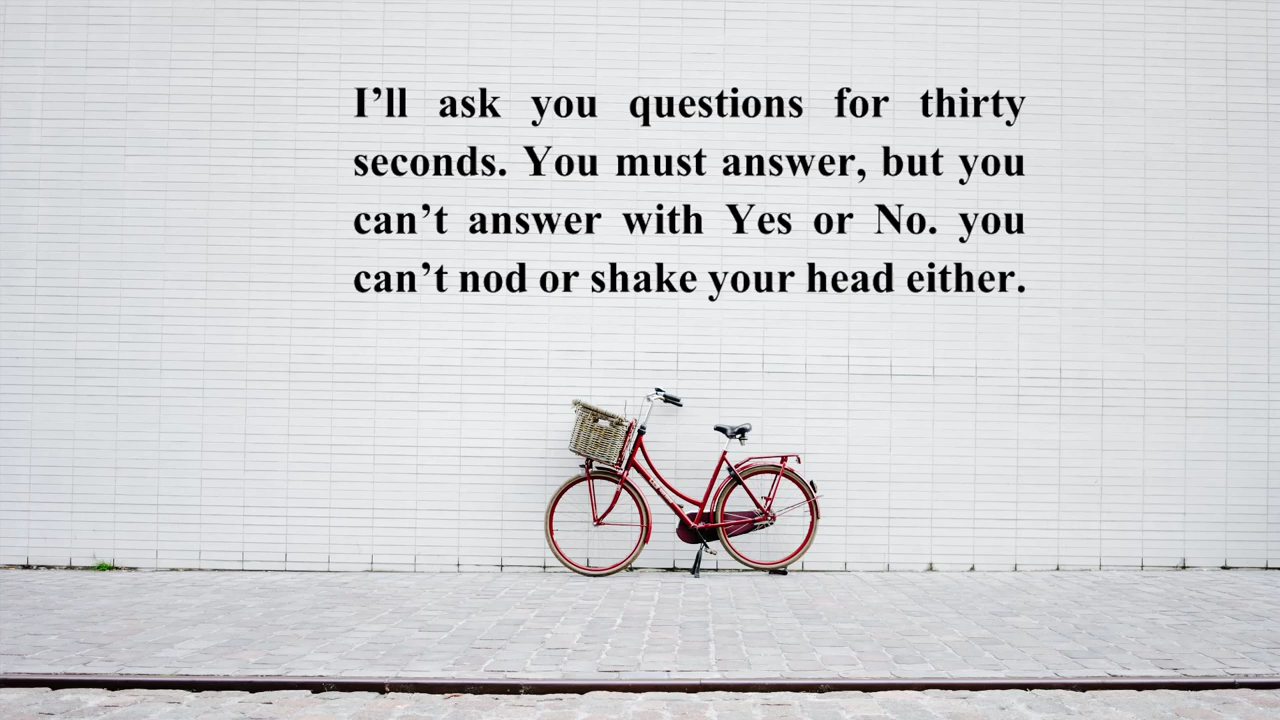 I’ll ask you questions for thirty
seconds. You must answer, but you
can’t answer with Yes or No. you
can’t nod or shake your head either.